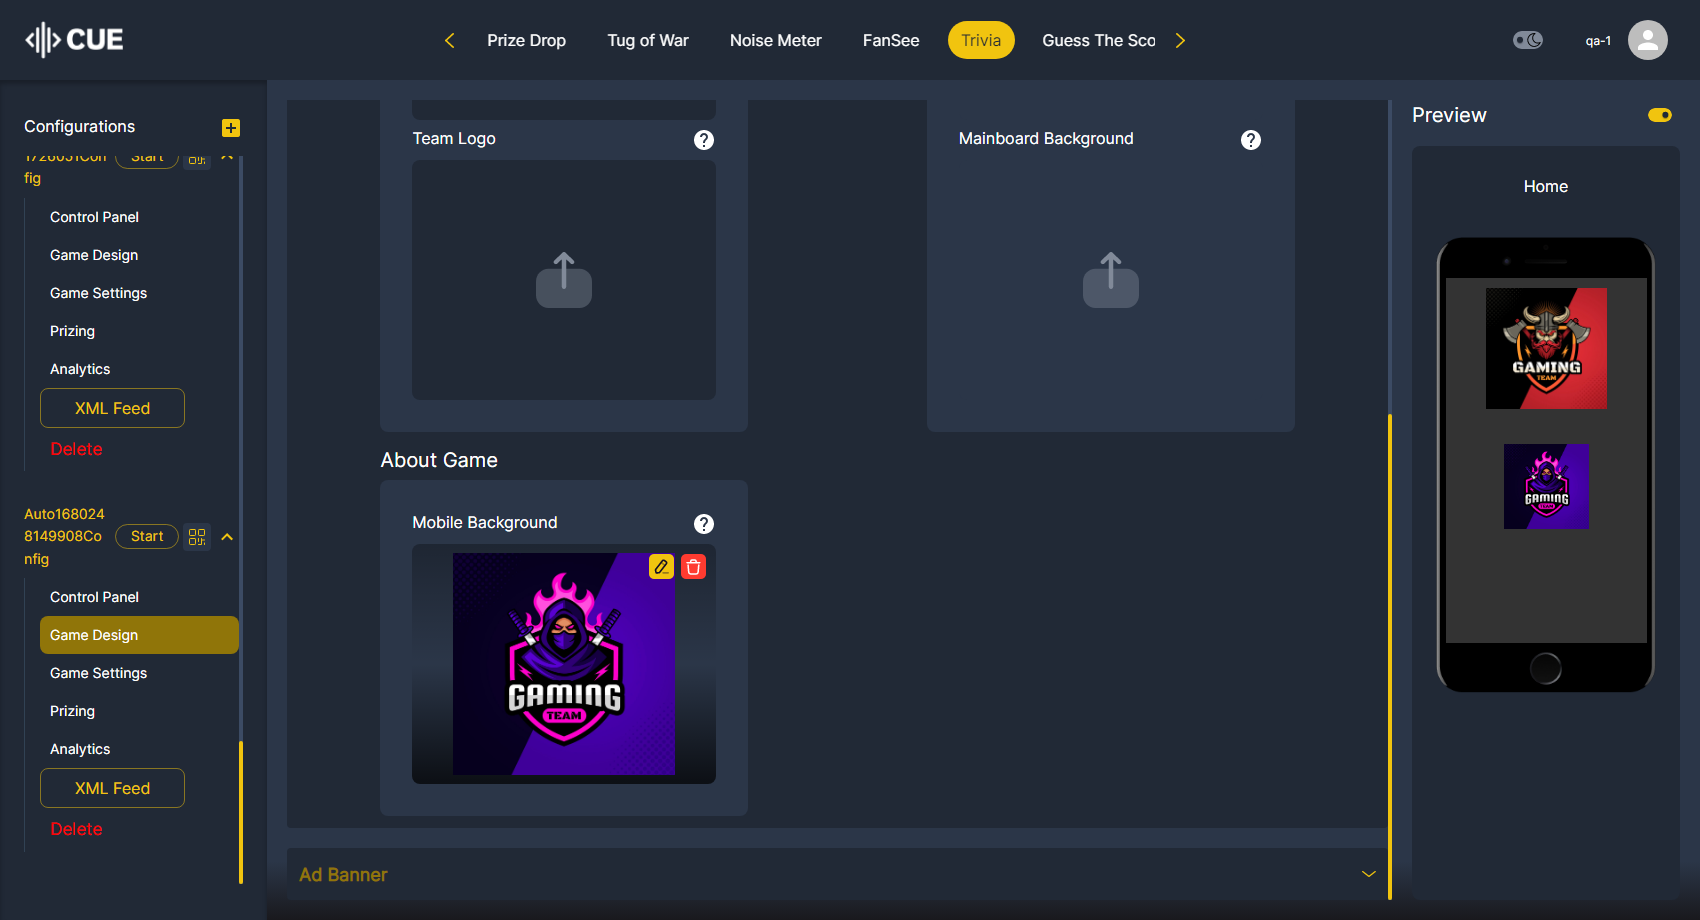 CUE
Prize Drop
Tug of War
Noise Meter
FanSee
Trivia
Guess The Sco
qa-1
Configurations
1726051Con
fig
Start
Control Panel
Game Design
Game Settings
Prizing
Analytics
XML Feed
Delete
Auto168024
8149908Co
nfig
Start
Control Panel
Game Design
Game Settings
Prizing
Analytics
XML Feed
Delete
Team Logo
?
Mainboard Background
?
About Game
Mobile Background
?
GAMING
TEAM
Ad Banner
Preview
Home
GAMING
TEAM
GAMING
TEAM